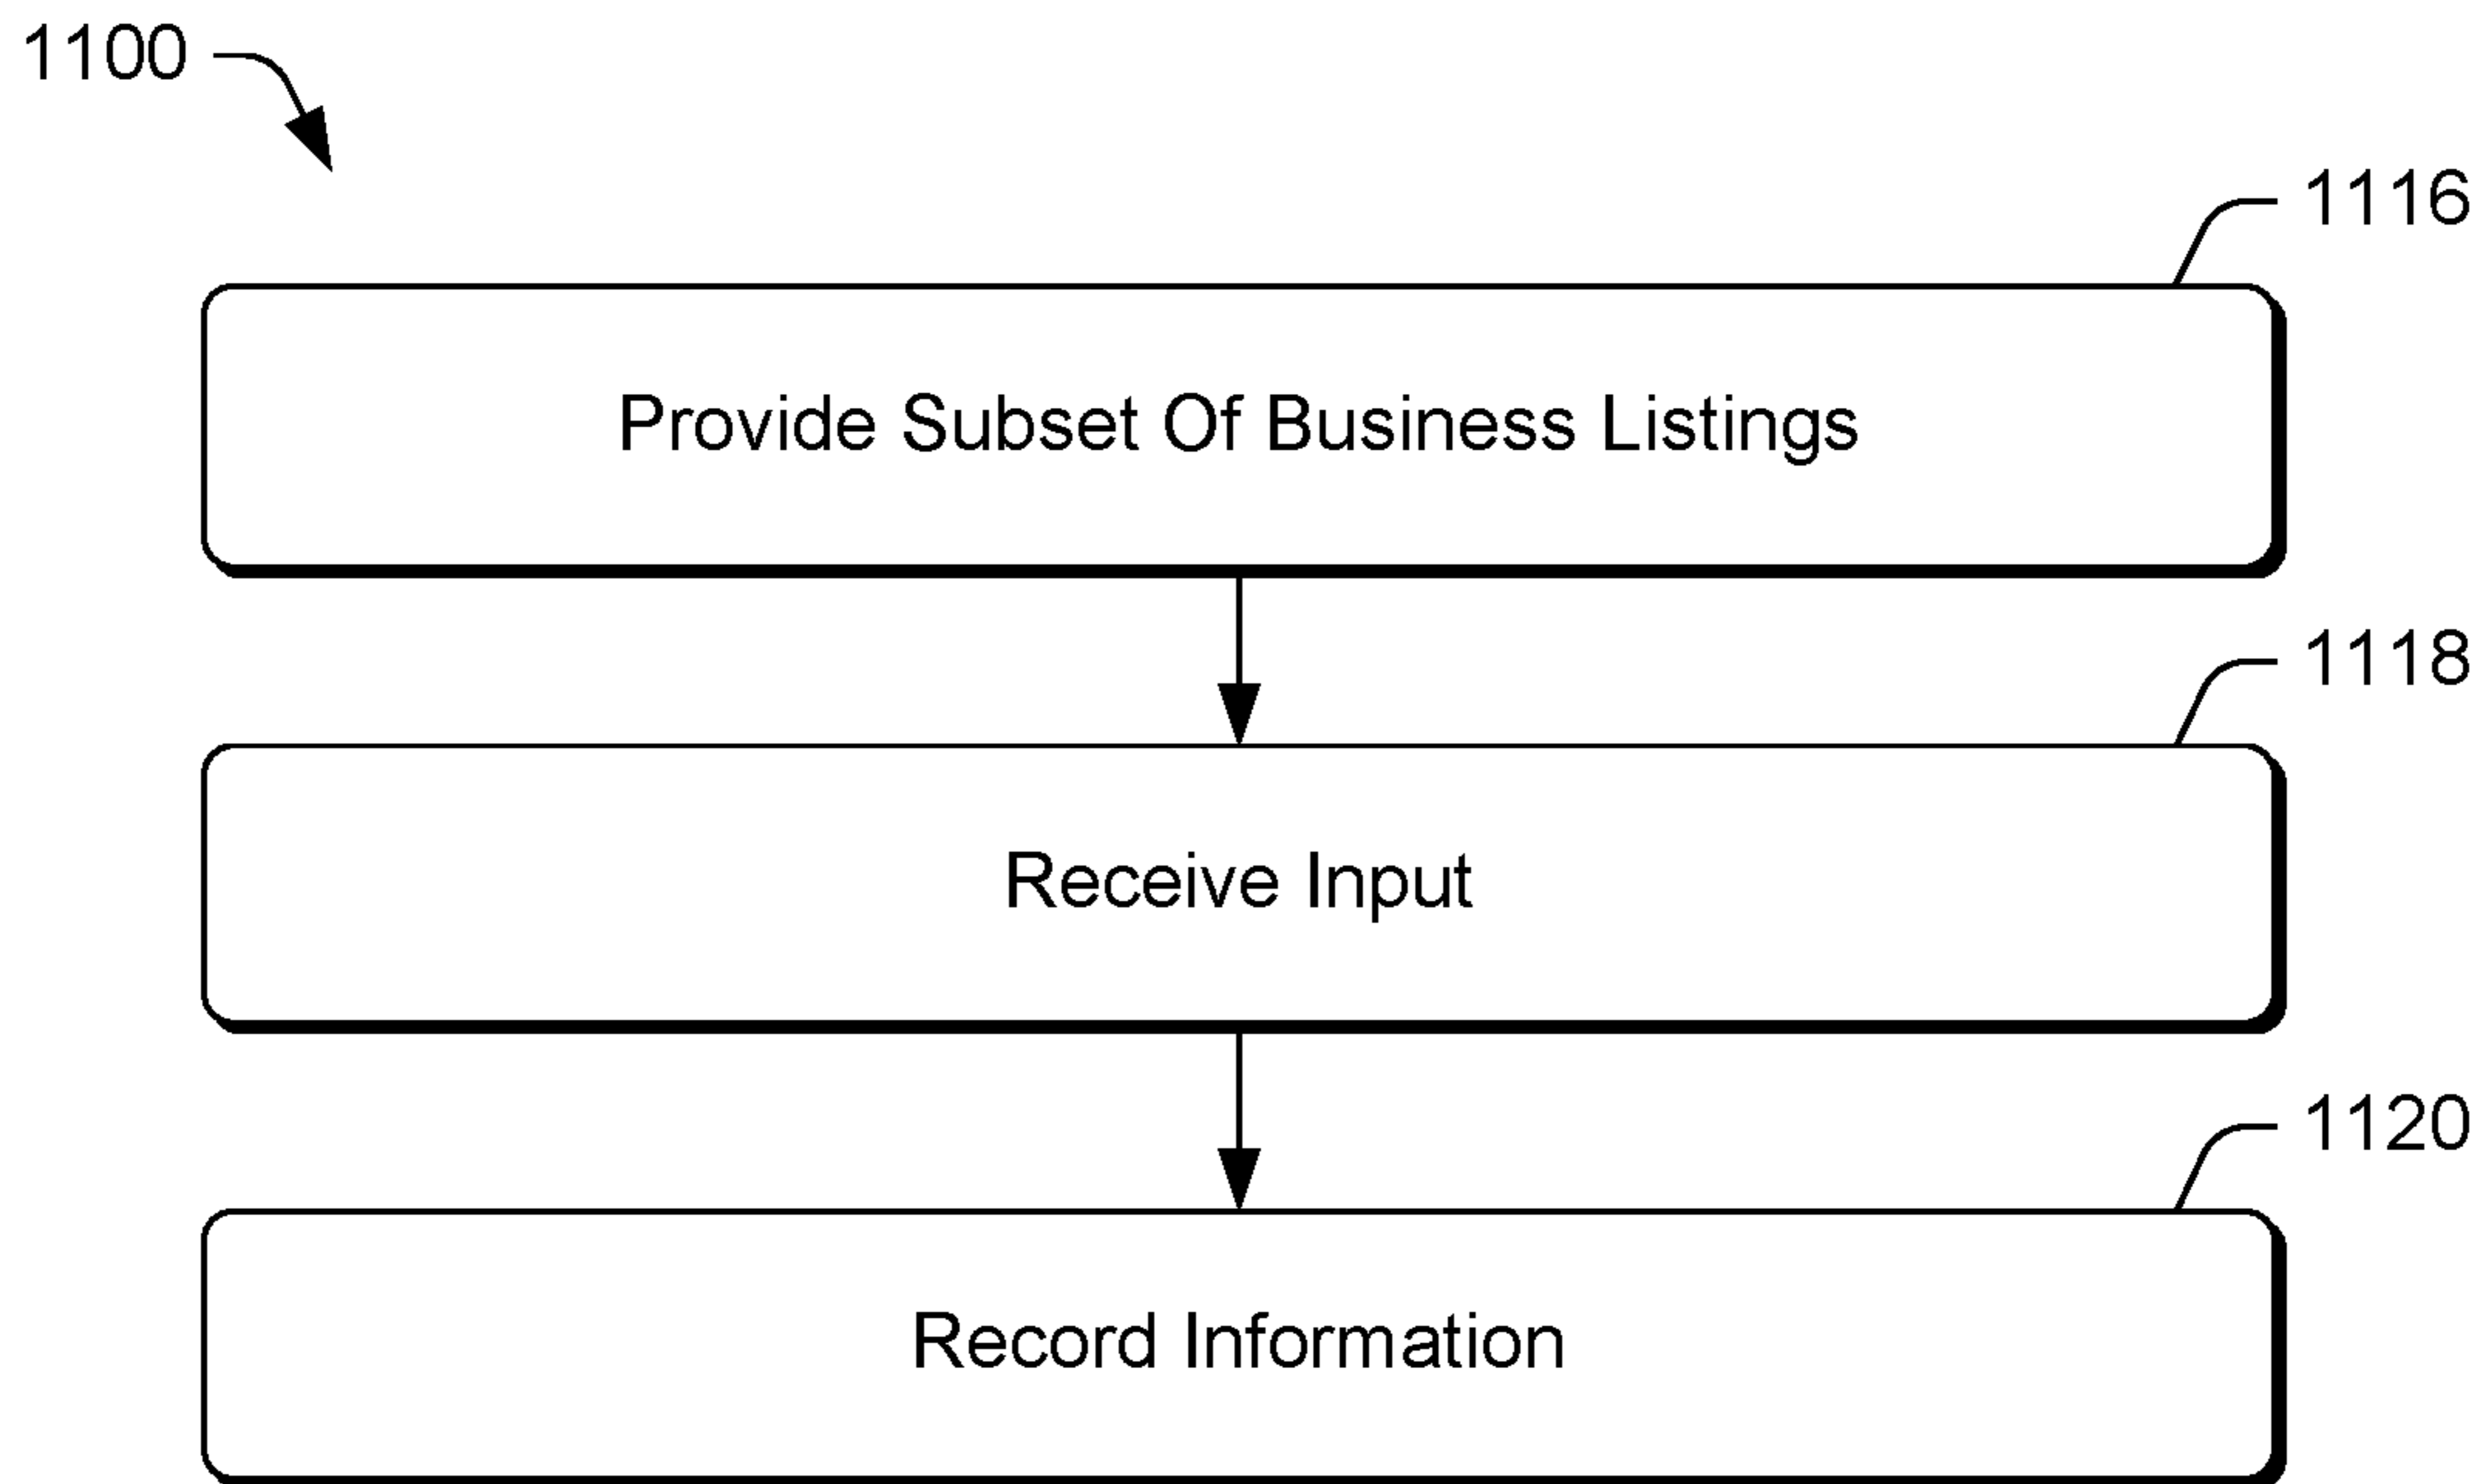 1100
1116
Provide Subset Of Business Listings
1118
Receive Input
1120
Record Information